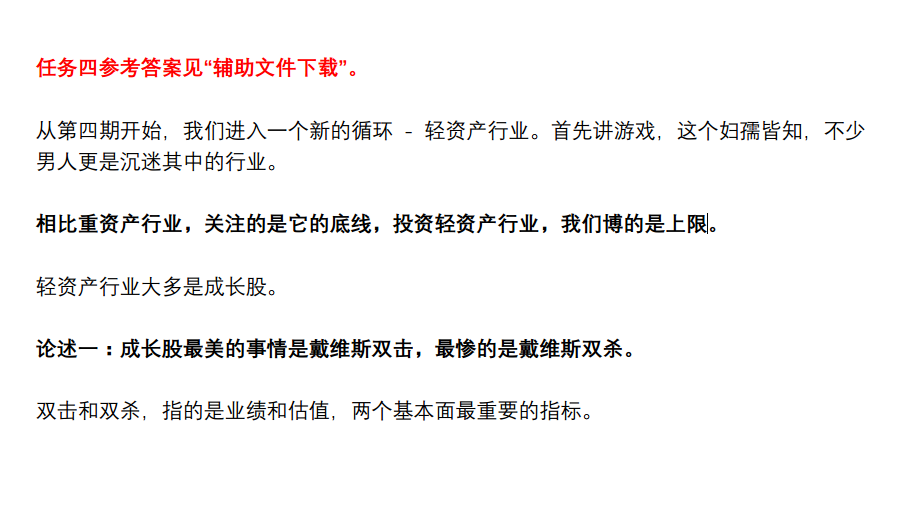 任务四参考答案见“辅助文件下载”。
从第四期开始，我们进入一个新的循环 - 轻资产行业。首先讲游戏，这个妇孺皆知，不少
男人更是沉迷其中的行业。
相比重资产行业，关注的是它的底线，投资轻资产行业，我们博的是上限。
轻资产行业大多是成长股。
论述一：成长股最美的事情是戴维斯双击，最惨的是戴维斯双杀。
双击和双杀，指的是业绩和估值，两个基本面最重要的指标。